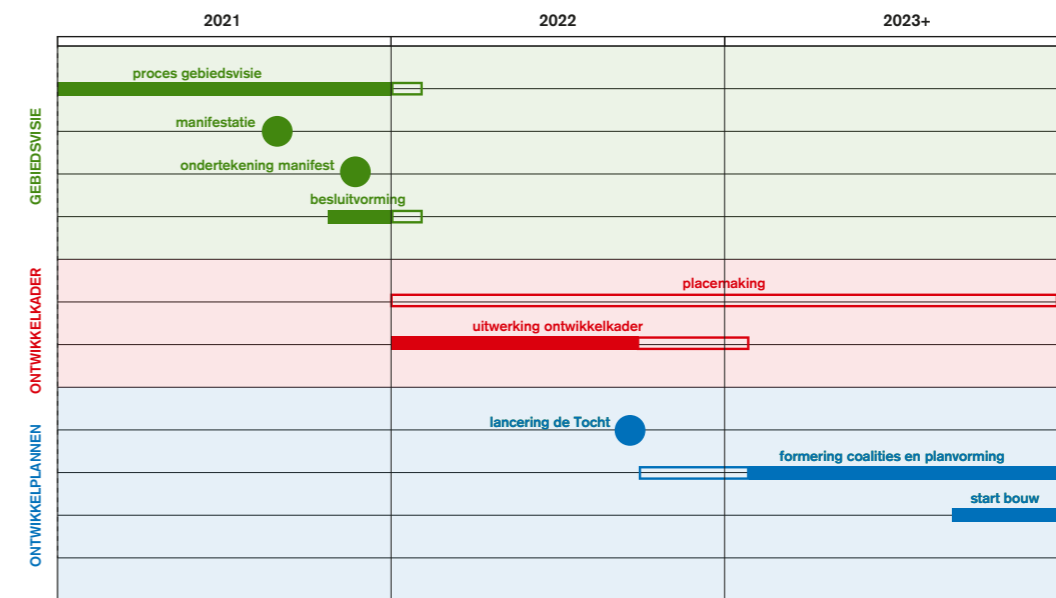 2021
2022
2023+
GEBIEDSVISIE
proces gebiedsvisie
manifestatie
ondertekening manifest
besluitvorming
ONTWIKKELKADER
placemaking
uitwerking ontwikkelkader
ONTWIKKELPLANNEN
lancering de Tocht
formering coalities en planvorming
start bouw